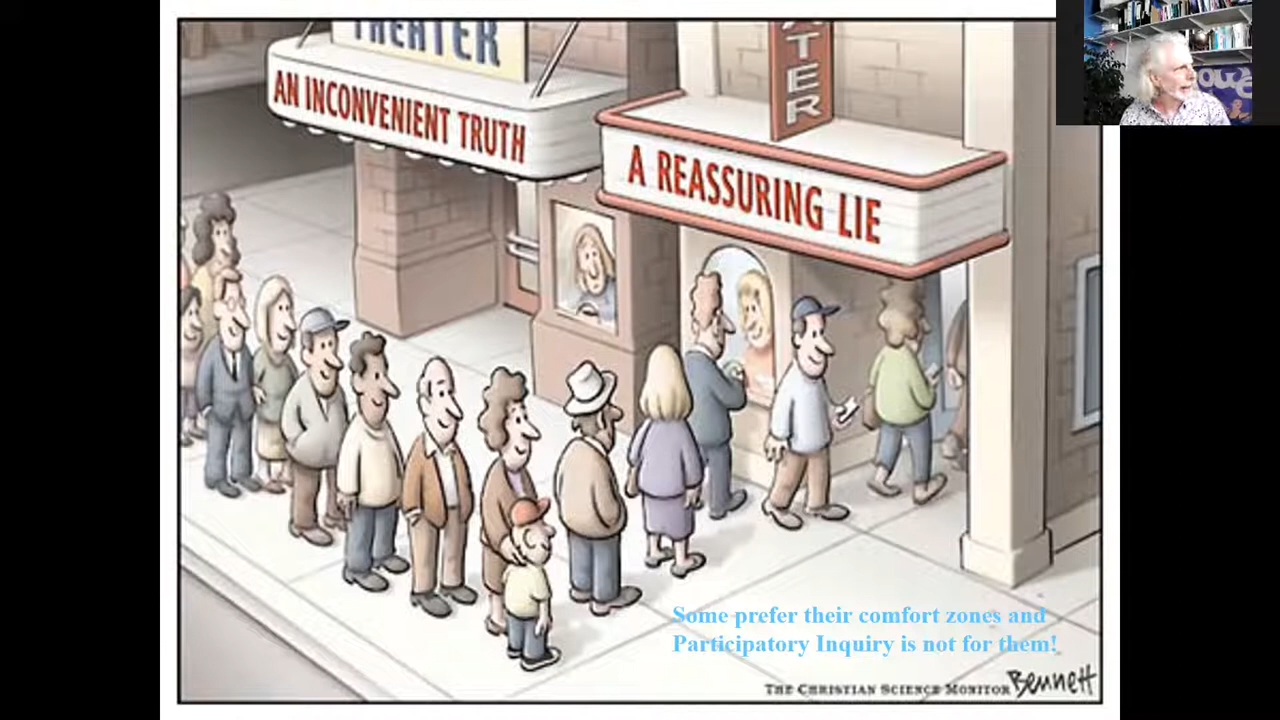 THEATER
AN INCONVENIENT TRUTH
ATER
A REASSURING LIE
Some prefer their comfort zones and
Participatory Inquiry is not for them!
THE CHRISTIAN SCIENCE MONITOR Bennett